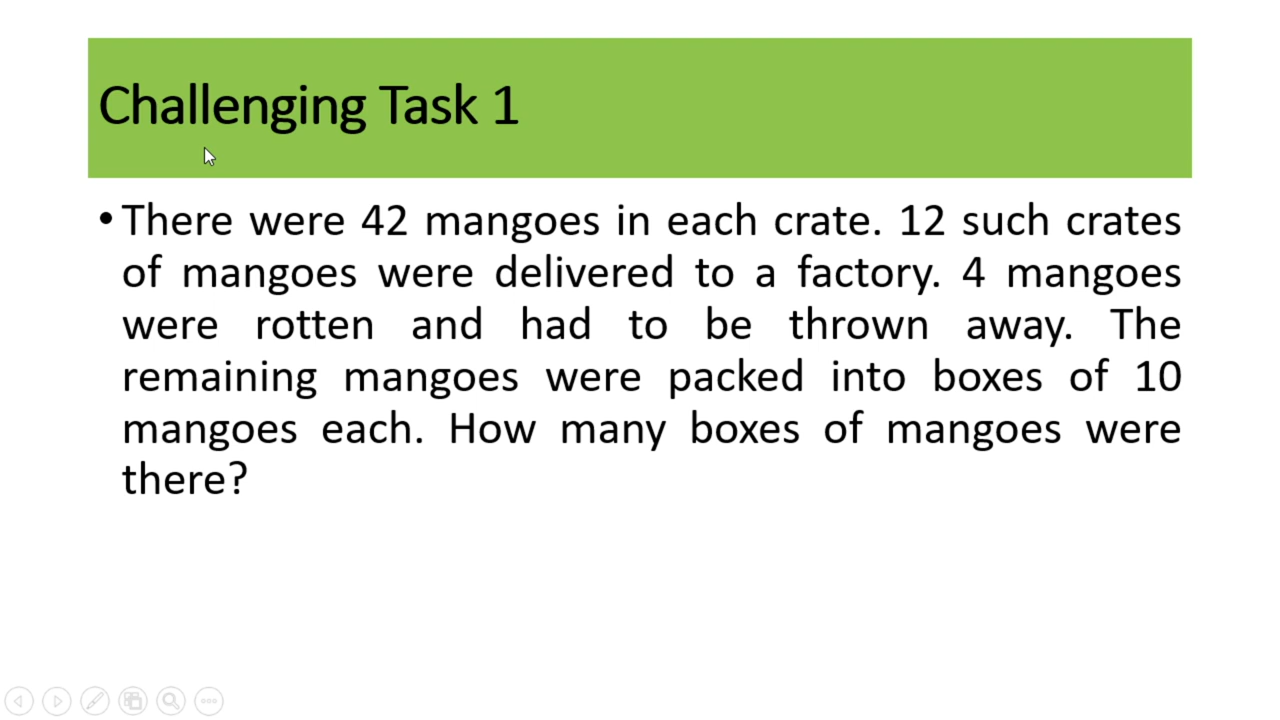 Challenging Task 1
• There were 42 mangoes in each crate. 12 such crates
of mangoes were delivered to a factory. 4 mangoes
were rotten and had to be thrown away. The
remaining mangoes were packed into boxes of 10
mangoes each. How many boxes of mangoes were
there?